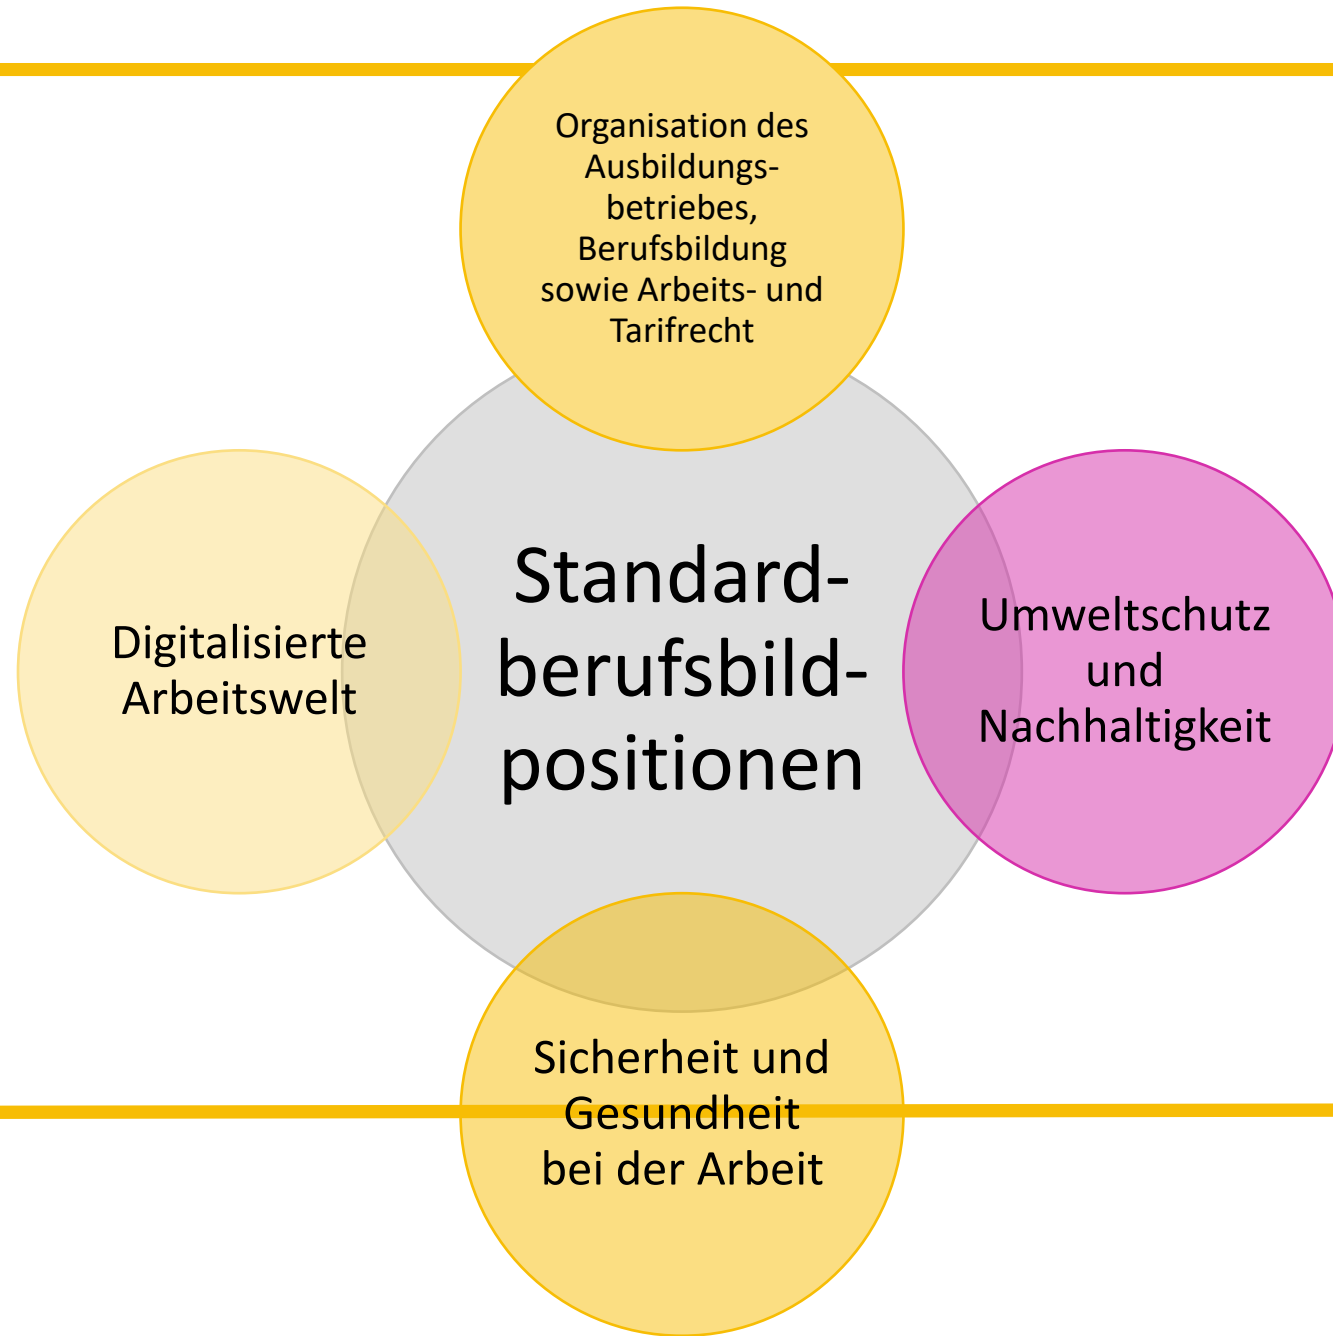 Organisation des
Ausbildungs-
betriebes,
Berufsbildung
sowie Arbeits- und
Tarifrecht
Standard-
berufsbild-
positionen
Digitalisierte
Arbeitswelt
Umweltschutz
und
Nachhaltigkeit
Sicherheit und
Gesundheit
bei der Arbeit